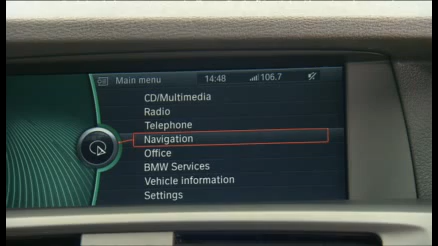 Main menu 14:48 106.7
CD/Multimedia
Radio
Telephone
Navigation
Office
BMW Services
Vehicle information
Settings